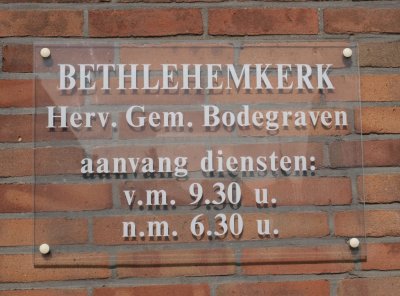 BETHLEHEMKERK
Herv. Gem. Bodegraven
aanvang diensten:
v.m. 9.30 u.
n.m. 6.30 u.